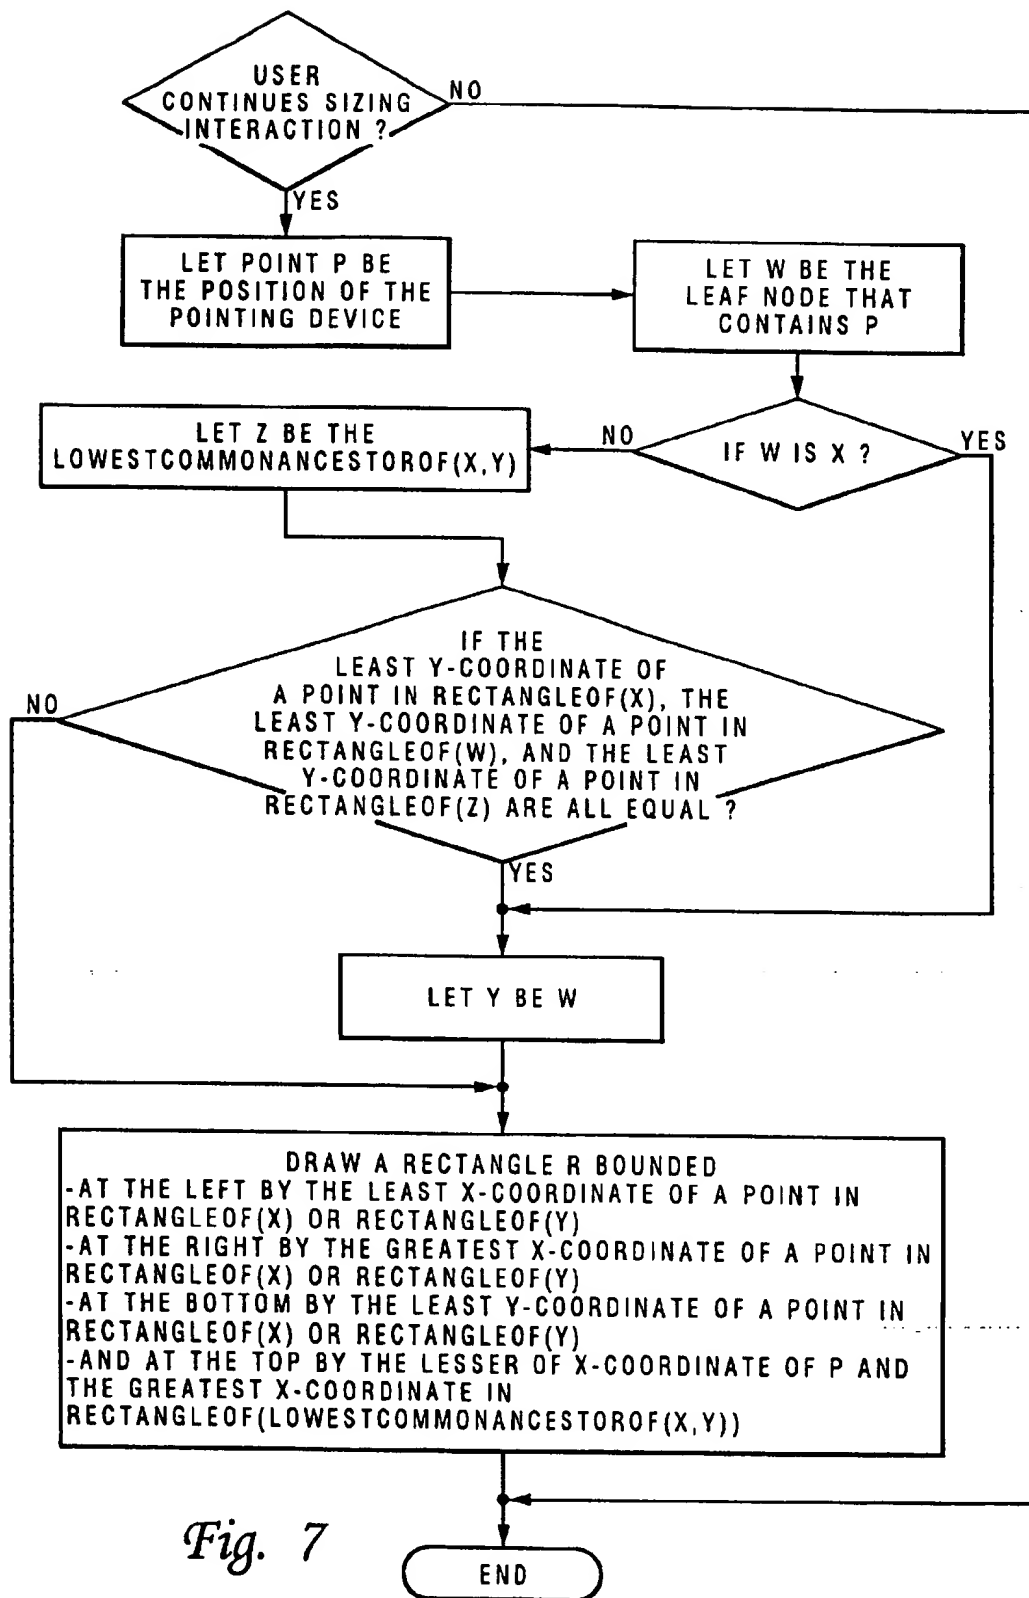 USER
CONTINUES SIZING
INTERACTION ?
NO
YES
LET POINT P BE
THE POSITION OF THE
POINTING DEVICE
LET W BE THE
LEAF NODE THAT
CONTAINS P
IF W IS X ?
NO
YES
LET Z BE THE
LOWESTCOMMONANCESTOROF(X,Y)
IF THE
LEAST Y-COORDINATE OF
A POINT IN RECTANGLEOF(X), THE
LEAST Y-COORDINATE OF A POINT IN
RECTANGLEOF(W), AND THE LEAST
Y-COORDINATE OF A POINT IN
RECTANGLEOF(Z) ARE ALL EQUAL ?
NO
YES
LET Y BE W
DRAW A RECTANGLE R BOUNDED
-AT THE LEFT BY THE LEAST X-COORDINATE OF A POINT IN
RECTANGLEOF(X) OR RECTANGLEOF(Y)
-AT THE RIGHT BY THE GREATEST X-COORDINATE OF A POINT IN
RECTANGLEOF(X) OR RECTANGLEOF(Y)
-AT THE BOTTOM BY THE LEAST Y-COORDINATE OF A POINT IN
RECTANGLEOF(X) OR RECTANGLEOF(Y)
-AND AT THE TOP BY THE LESSER OF X-COORDINATE OF P AND
THE GREATEST X-COORDINATE IN
RECTANGLEOF(LOWESTCOMMONANCESTOROF(X,Y))
Fig. 7
END